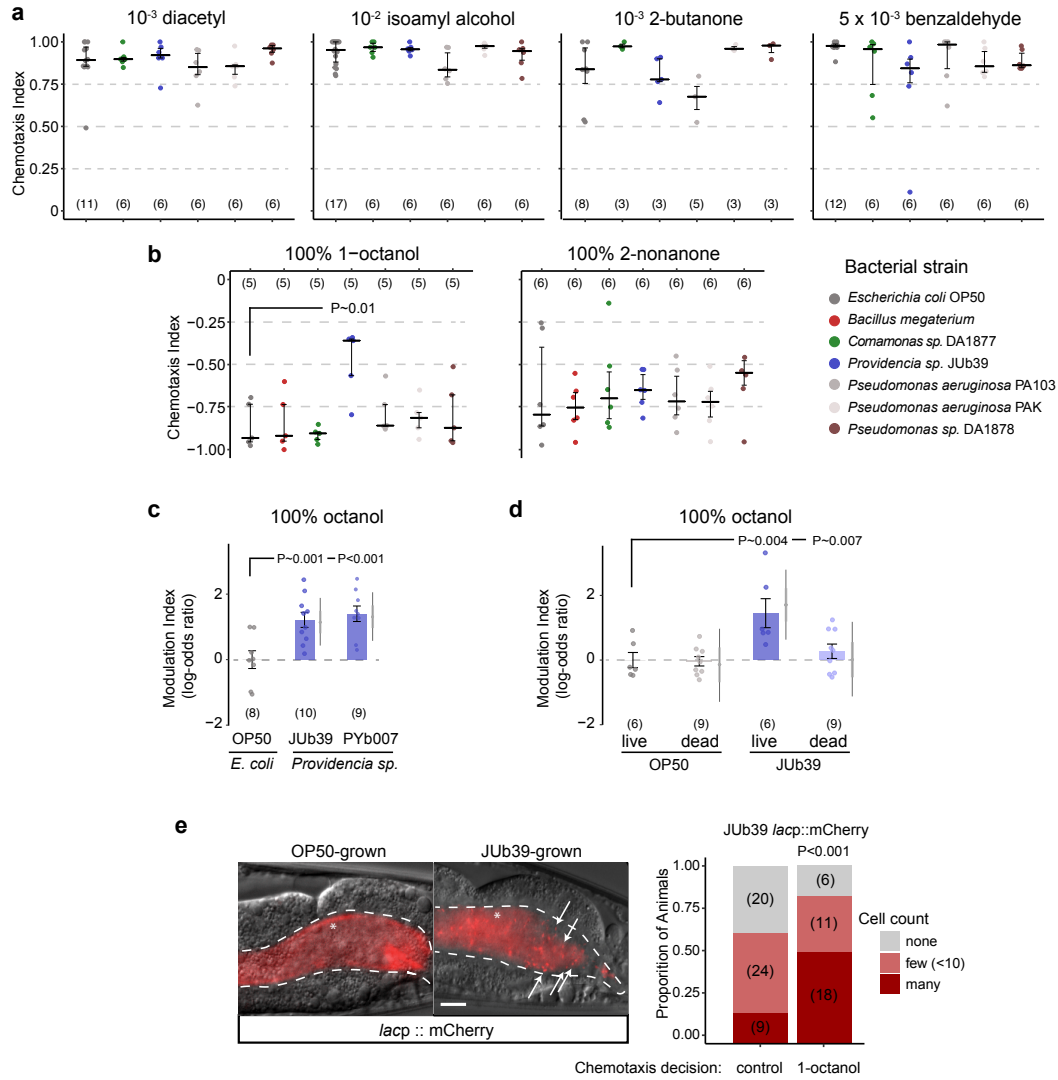 a
10-3 diacetyl
10-2 isoamyl alcohol
10-3 2-butanone
5 x 10-3 benzaldehyde
Chemotaxis Index
1.00
0.75
0.50
0.25
0
(11) (6) (6) (6) (6) (6)
(17) (6) (6) (6) (6) (6)
(8) (3) (3) (5) (3) (3)
(12) (6) (6) (6) (6) (6)
b
100% 1−octanol
100% 2-nonanone
Chemotaxis Index
−0
−0.25
−0.50
−0.75
−1.00
(5) (5) (5) (5) (5) (5) (5)
P~0.01
(6) (6) (6) (6) (6) (6) (6)
Bacterial strain
Escherichia coli OP50
Bacillus megaterium
Comamonas sp. DA1877
Providencia sp. JUb39
Pseudomonas aeruginosa PA103
Pseudomonas aeruginosa PAK
Pseudomonas sp. DA1878
c
100% octanol
P~0.001 P<0.001
Modulation Index
(log-odds ratio)
2
0
−2
(8) (10) (9)
OP50 JUb39 PYb007
E. coli Providencia sp.
d
100% octanol
P~0.004 P~0.007
Modulation Index
(log-odds ratio)
2
0
−2
(6) (9) (6) (9)
live dead live dead
OP50 JUb39
e
OP50-grown
JUb39-grown
*
*
lacp :: mCherry
JUb39 lacp::mCherry
P<0.001
Proportion of Animals
1.00
0.75
0.50
0.25
0.00
(20)
(24)
(9)
(6)
(11)
(18)
Cell count
none
few (<10)
many
Chemotaxis decision: control 1-octanol